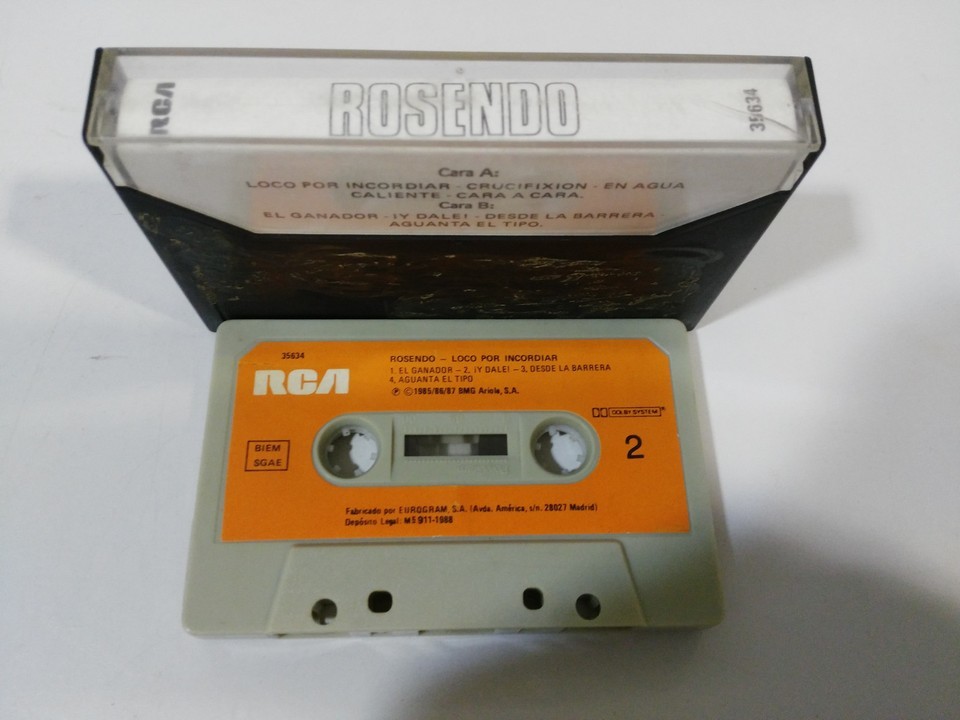 RCA
ROSENDO
35634
Cara A:
LOCO POR INCORDIAR - CRUCIFIXION - EN AGUA
CALIENTE - CARA A CARA.
Cara B:
EL GANADOR - ¡Y DALE! - DESDE LA BARRERA
AGUANTA EL TIPO.
35634
RCA
ROSENDO – LOCO POR INCORDIAR
1. EL GANADOR – 2, ¡Y DALE! – 3, DESDE LA BARRERA
4, AGUANTA EL TIPO
Ⓟ ©1985/86/87 BMG Ariola, S.A.
DOLBY SYSTEM®
BIEM
SGAE
2
Fabricado por EUROGRAM, S.A. (Avda. América, s/n. 28027 Madrid)
Depósito Legal: M5911-1988